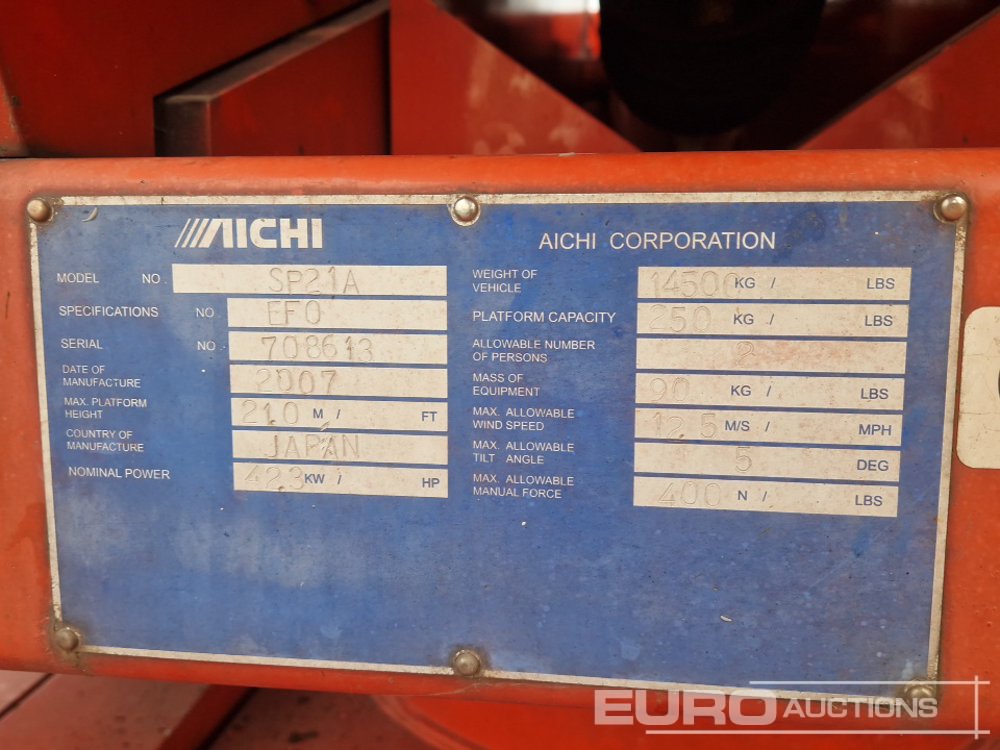 AICHI
MODEL NO. SP21A
SPECIFICATIONS NO EFO
SERIAL NO. 708613
DATE OF
MANUFACTURE 2007
MAX. PLATFORM
HEIGHT 21.0 M / FT
COUNTRY OF
MANUFACTURE JAPAN
NOMINAL POWER 42.3 KW / HP
AICHI CORPORATION
WEIGHT OF
VEHICLE 14500 KG / LBS
PLATFORM CAPACITY 250 KG / LBS
ALLOWABLE NUMBER
OF PERSONS 2
MASS OF
EQUIPMENT 90 KG / LBS
MAX. ALLOWABLE
WIND SPEED 12.5 M/S / MPH
MAX. ALLOWABLE
TILT ANGLE 5 DEG
MAX. ALLOWABLE
MANUAL FORCE 400 N / LBS
EURO AUCTIONS